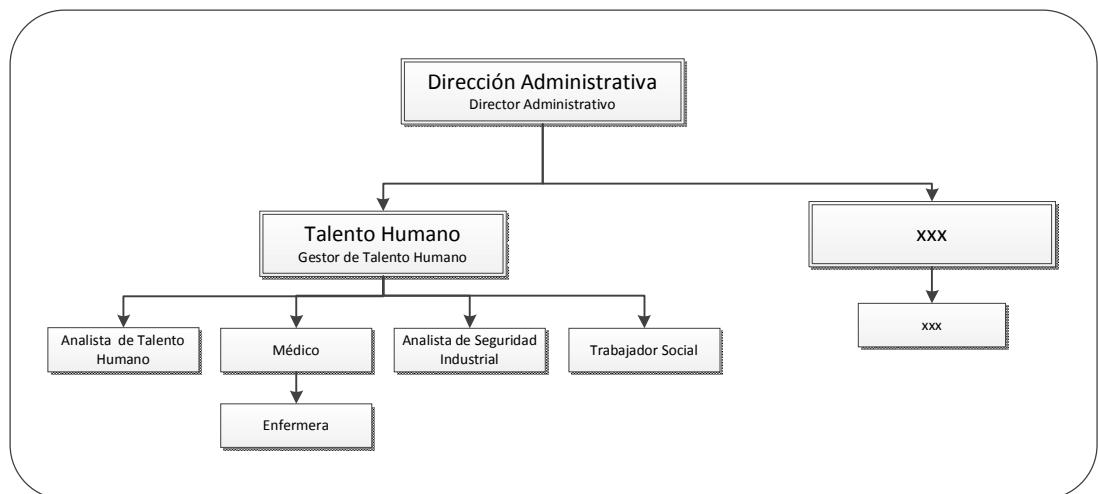 Dirección Administrativa
Director Administrativo
Talento Humano
Gestor de Talento Humano
xxx
Analista de Talento
Humano
Médico
Analista de Seguridad
Industrial
Trabajador Social
xxx
Enfermera